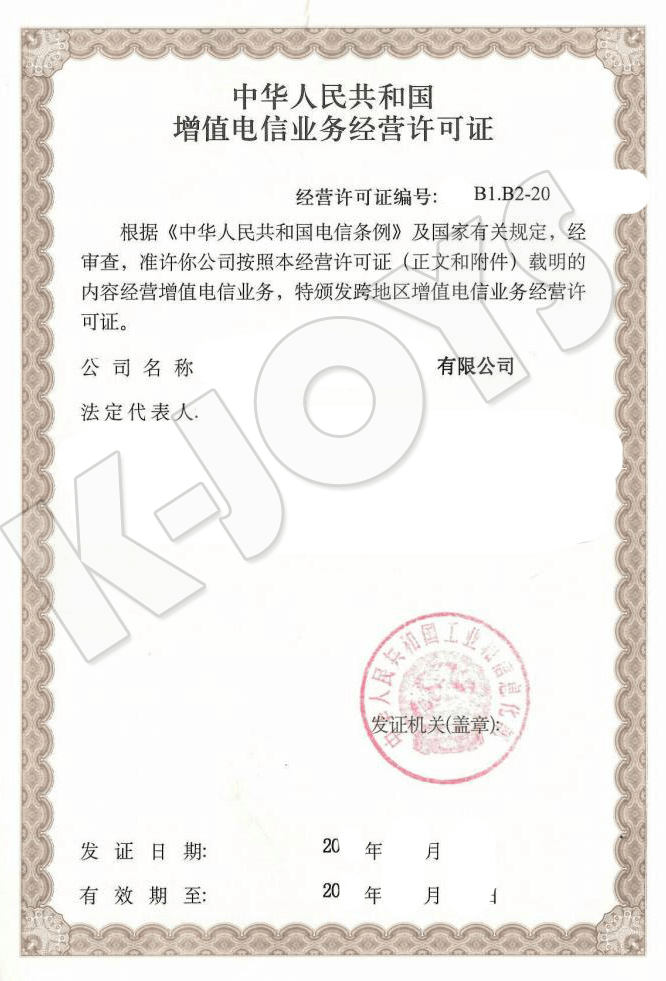 中华人民共和国
增值电信业务经营许可证
经营许可证编号: B1.B2-20
根据《中华人民共和国电信条例》及国家有关规定，经
审查，准许你公司按照本经营许可证（正文和附件）载明的
内容经营增值电信业务，特颁发跨地区增值电信业务经营许
可证。
公司名称 有限公司
法定代表人.
K-JOYS
中华人民共和国工业和信息化部
发证机关(盖章):
发证日期: 20 年 月
有效期至: 20 年 月